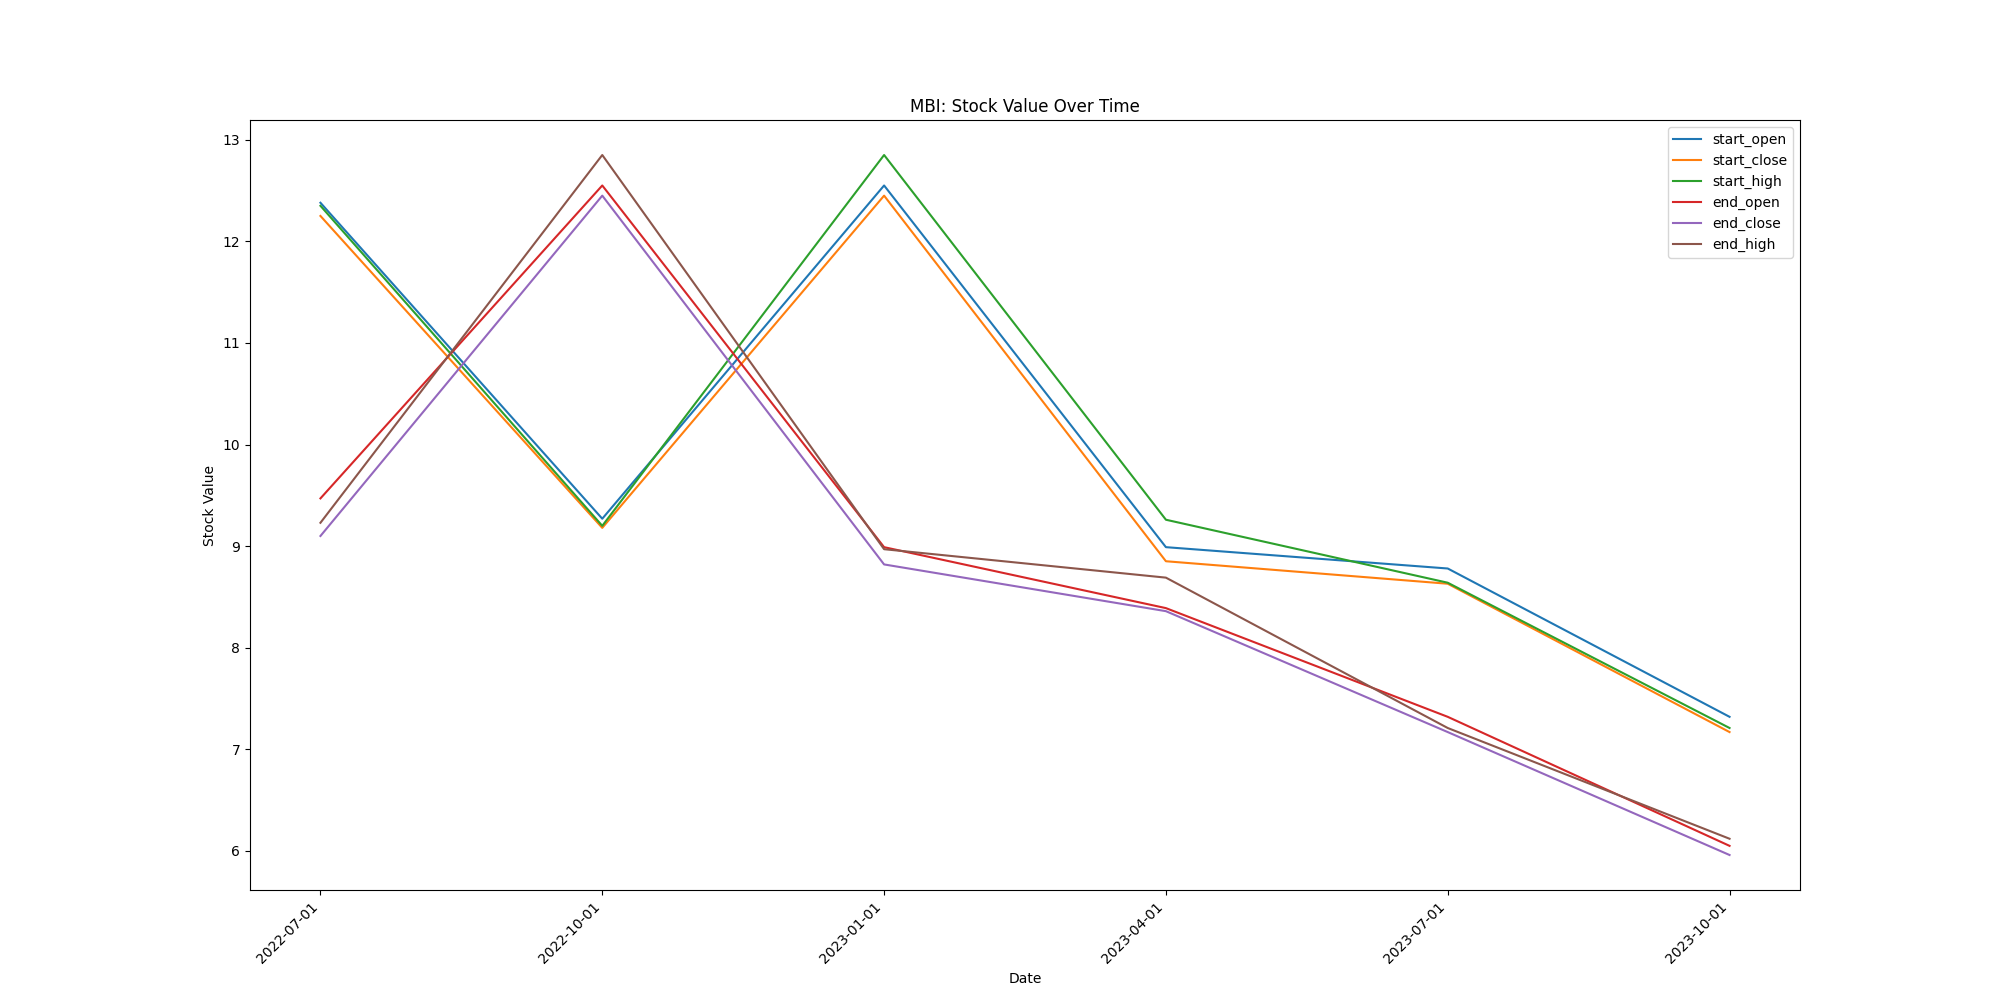 MBI: Stock Value Over Time
start_open
start_close
start_high
end_open
end_close
end_high
13
12
11
10
9
8
7
6
Stock Value
2022-07-01
2022-10-01
2023-01-01
2023-04-01
2023-07-01
2023-10-01
Date